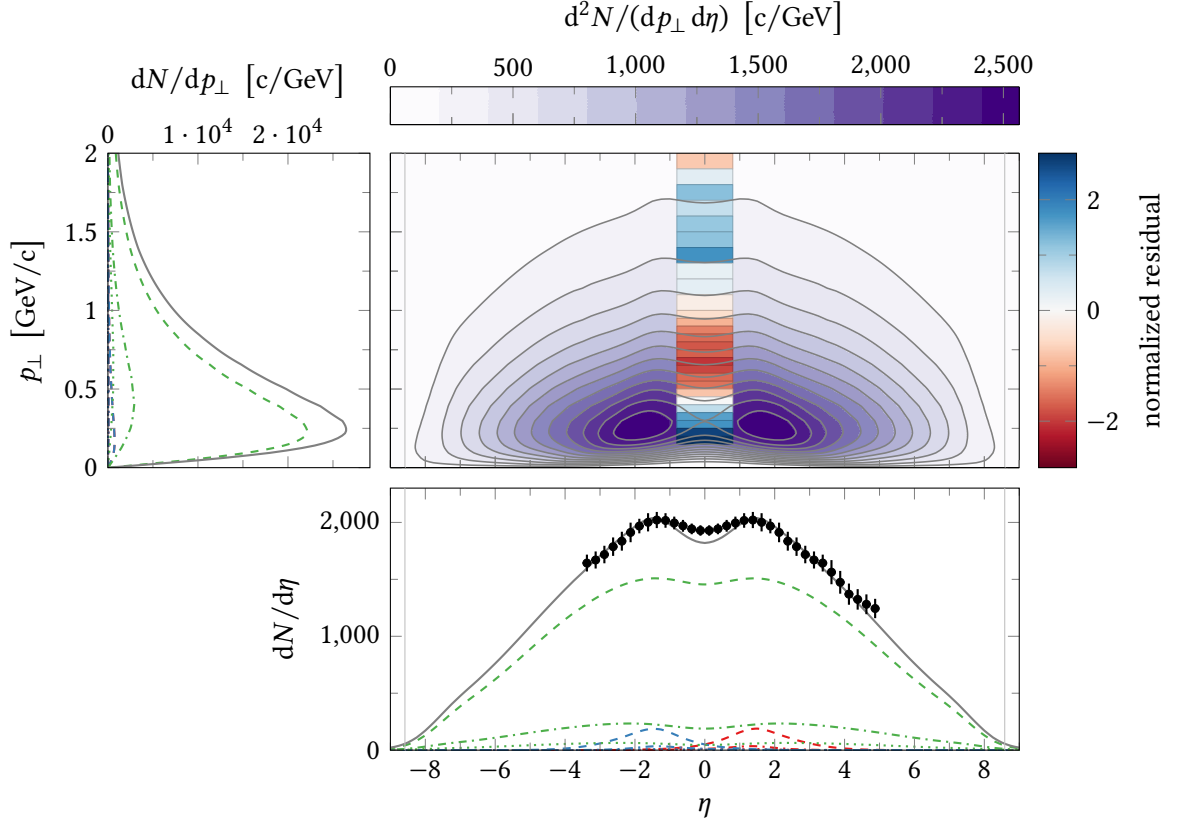 d²N/(dp⊥ dη) [c/GeV]
0 500 1,000 1,500 2,000 2,500
dN/dp⊥ [c/GeV]
0 1 · 10⁴ 2 · 10⁴
2
1.5
1
0.5
0
p⊥ [GeV/c]
2
0
−2
normalized residual
2,000
1,000
0
dN/dη
−8 −6 −4 −2 0 2 4 6 8
η